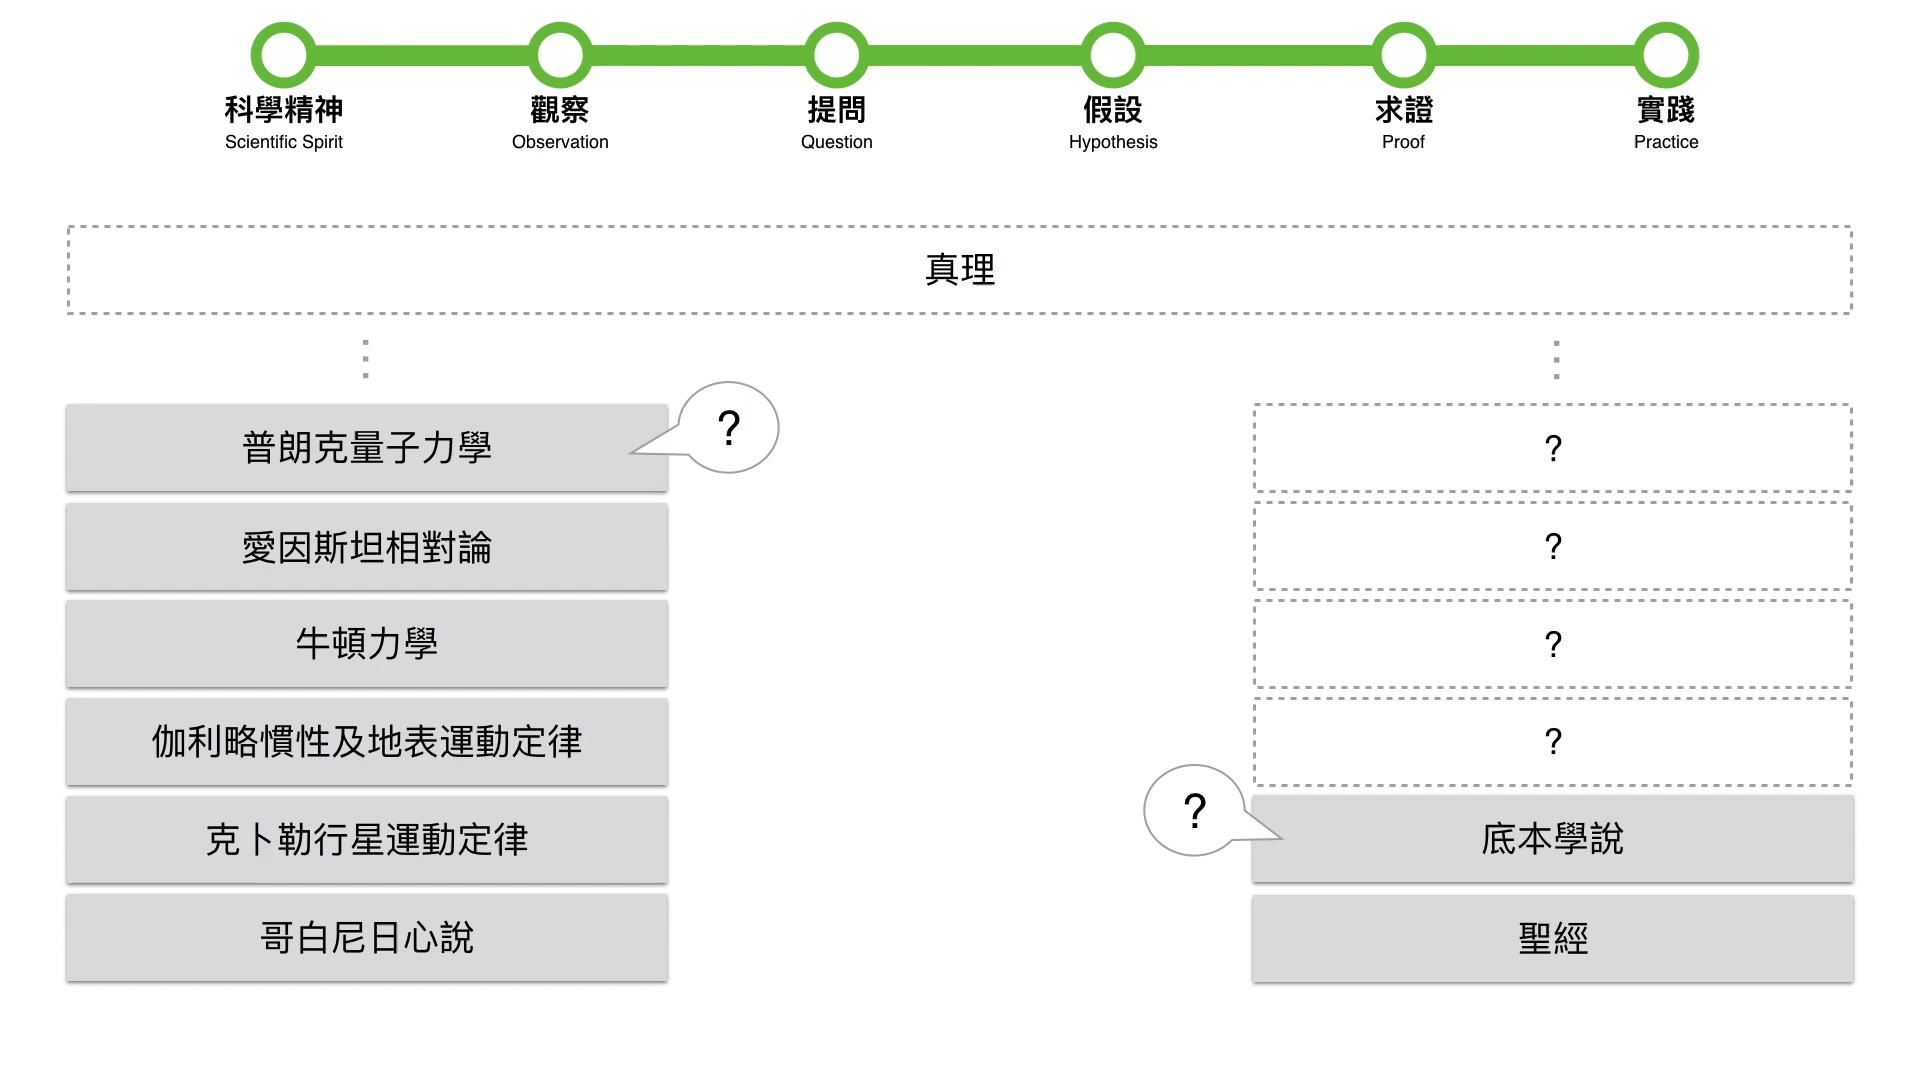 科學精神
Scientific Spirit
觀察
Observation
提問
Question
假設
Hypothesis
求證
Proof
實踐
Practice
真理
普朗克量子力學
?
愛因斯坦相對論
牛頓力學
伽利略慣性及地表運動定律
克卜勒行星運動定律
哥白尼日心說
?
?
?
?
?
底本學說
聖經